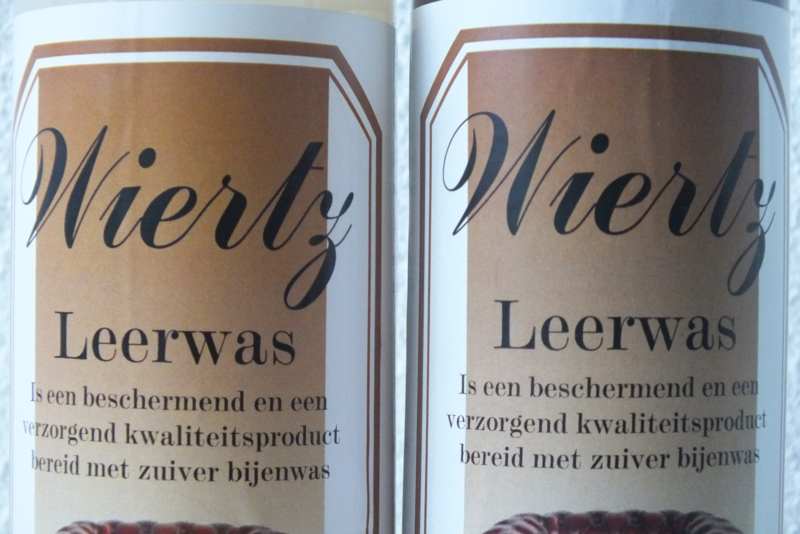 Wiertz
Leerwas
Is een beschermend en een
verzorgend kwaliteitsproduct
bereid met zuiver bijenwas
Wiertz
Leerwas
Is een beschermend en een
verzorgend kwaliteitsproduct
bereid met zuiver bijenwas